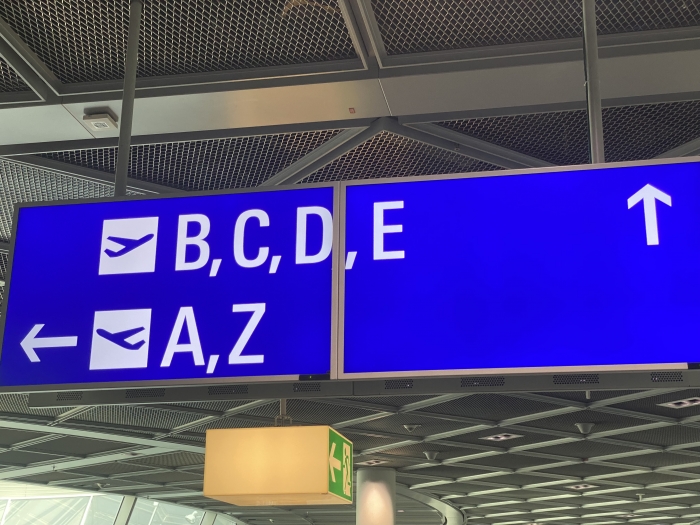 B, C, D, E
A, Z